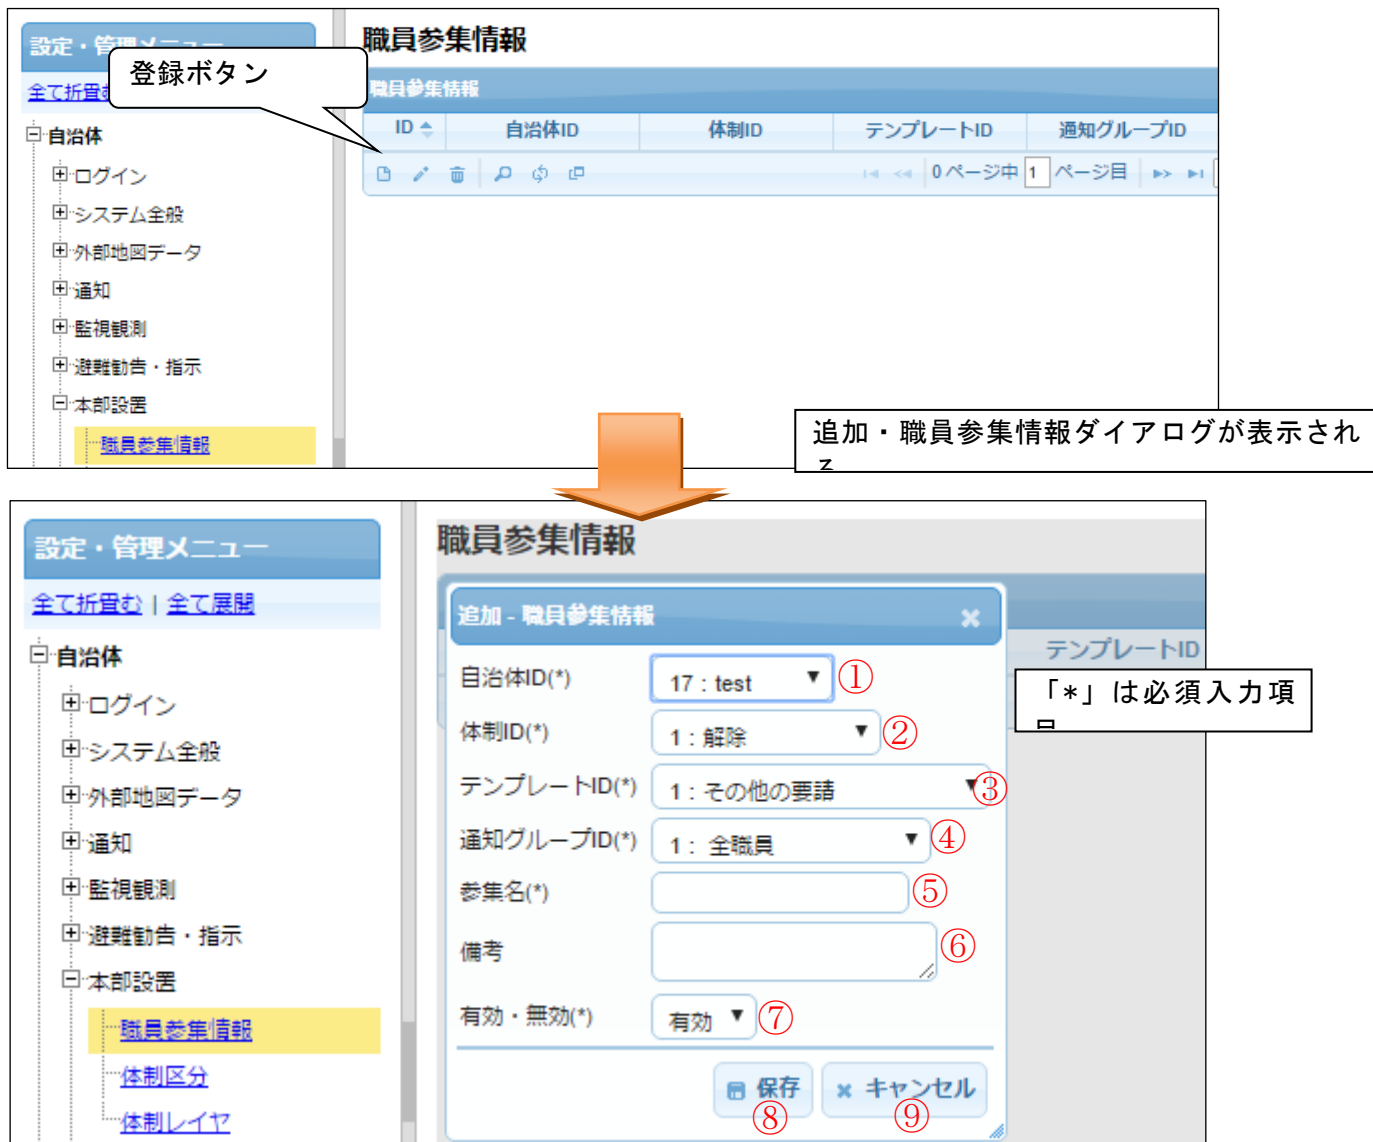 職員参集情報
設定・管理メニュー
登録ボタン
全て折畳む
職員参集情報
ID 自治体ID 体制ID テンプレートID 通知グループID
0 ページ中 1 ページ目
自治体
ログイン
システム全般
外部地図データ
通知
監視観測
避難勧告・指示
本部設置
職員参集情報
追加・職員参集情報ダイアログが表示され
る
設定・管理メニュー
全て折畳む | 全て展開
自治体
ログイン
システム全般
外部地図データ
通知
監視観測
避難勧告・指示
本部設置
職員参集情報
体制区分
体制レイヤ
職員参集情報
テンプレートID
追加 - 職員参集情報
自治体ID(*) 17 : test ①
体制ID(*) 1 : 解除 ②
テンプレートID(*) 1 : その他の要請 ③
通知グループID(*) 1 : 全職員 ④
参集名(*) ⑤
備考 ⑥
有効・無効(*) 有効 ⑦
保存 キャンセル
⑧ ⑨
「*」は必須入力項
目